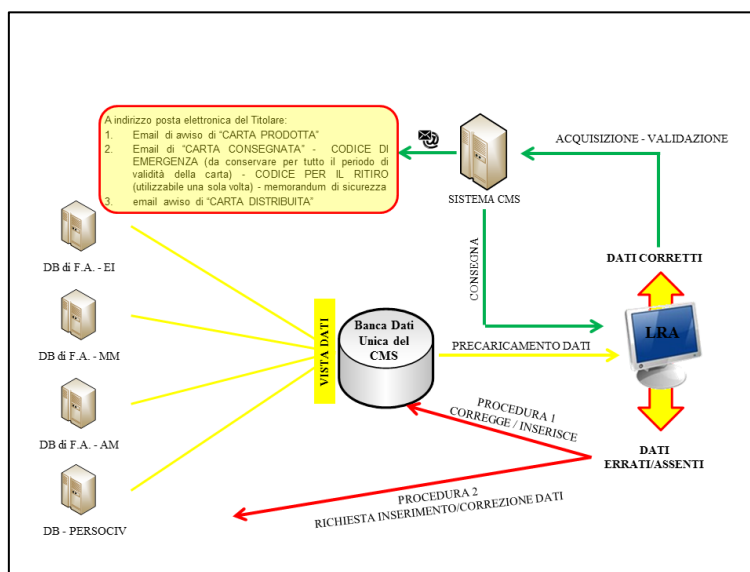 A indirizzo posta elettronica del Titolare:
1. Email di avviso di “CARTA PRODOTTA”
2. Email di “CARTA CONSEGNATA” - CODICE DI
EMERGENZA (da conservare per tutto il periodo di
validità della carta) - CODICE PER IL RITIRO
(utilizzabile una sola volta) - memorandum di sicurezza
3. email avviso di “CARTA DISTRIBUITA”
SISTEMA CMS
ACQUISIZIONE - VALIDAZIONE
DB di F.A. - EI
CONSEGNA
DATI CORRETTI
DB di F.A. - MM
VISTA DATI
Banca Dati
Unica del
CMS
PRECARICAMENTO DATI
LRA
DB di F.A. - AM
PROCEDURA 1
CORREGGE / INSERISCE
DATI
ERRATI/ASSENTI
DB - PERSOCIV
PROCEDURA 2
RICHIESTA INSERIMENTO/CORREZIONE DATI